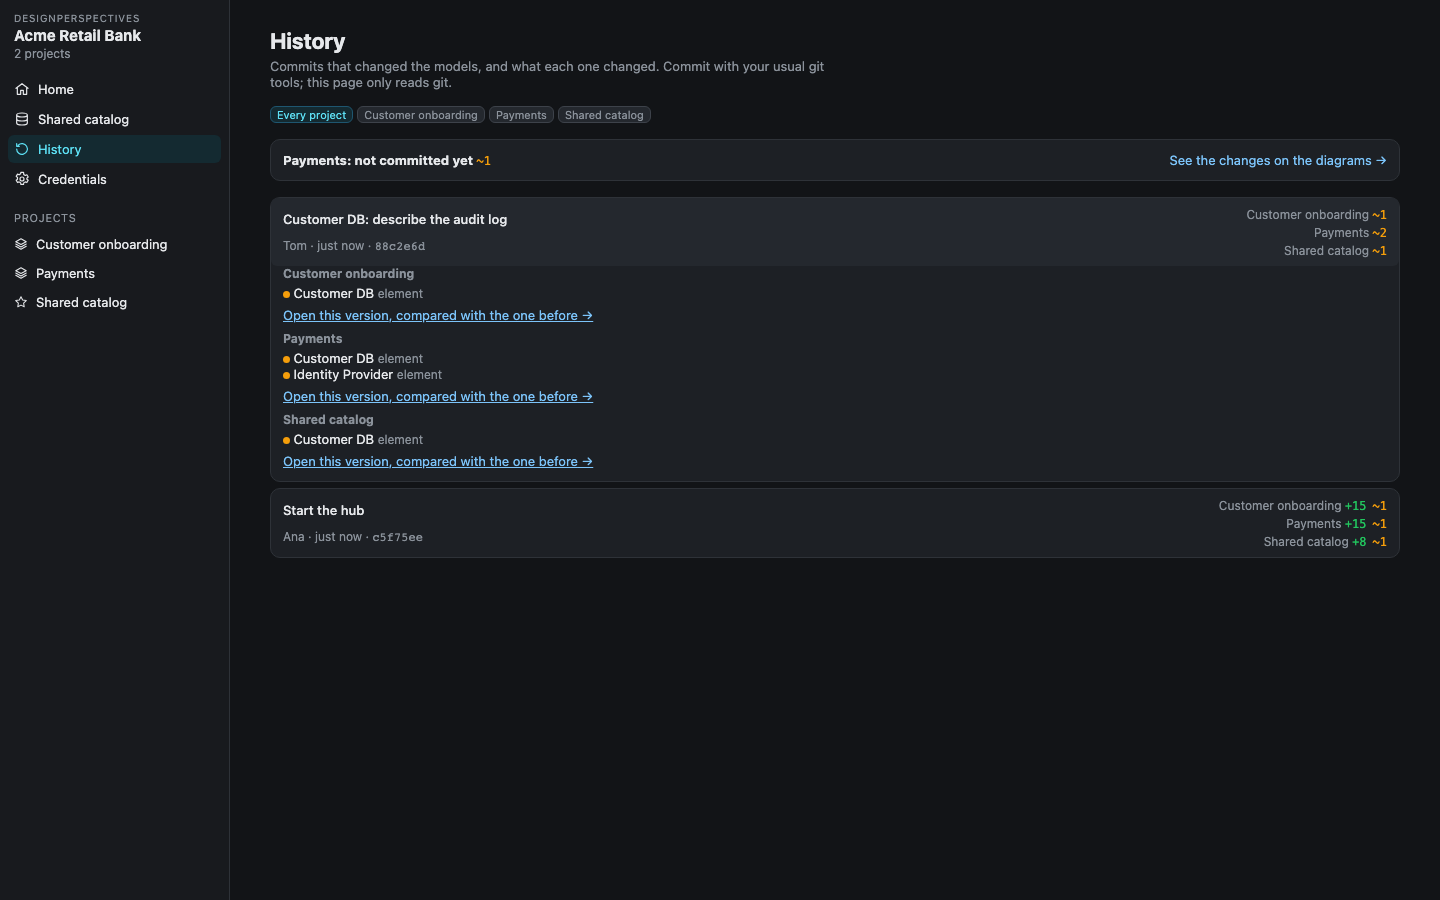 DESIGNPERSPECTIVES
Acme Retail Bank
2 projects
Home
Shared catalog
History
Credentials
PROJECTS
Customer onboarding
Payments
Shared catalog
History
Commits that changed the models, and what each one changed. Commit with your usual git
tools; this page only reads git.
Every project
Customer onboarding
Payments
Shared catalog
Payments: not committed yet ~1
See the changes on the diagrams →
Customer DB: describe the audit log
Tom · just now · 88c2e6d
Customer onboarding ~1
Payments ~2
Shared catalog ~1
Customer onboarding
Customer DB element
Open this version, compared with the one before →
Payments
Customer DB element
Identity Provider element
Open this version, compared with the one before →
Shared catalog
Customer DB element
Open this version, compared with the one before →
Start the hub
Ana · just now · c5f75ee
Customer onboarding +15 ~1
Payments +15 ~1
Shared catalog +8 ~1